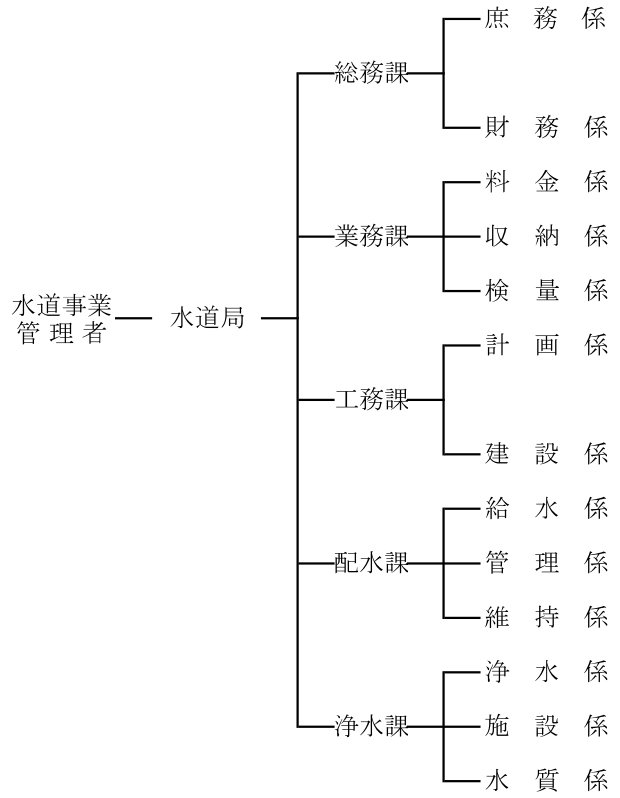 水道事業
管理者
水道局
総務課
庶務係
財務係
業務課
料金係
収納係
検量係
工務課
計画係
建設係
配水課
給水係
管理係
維持係
浄水課
浄水係
施設係
水質係